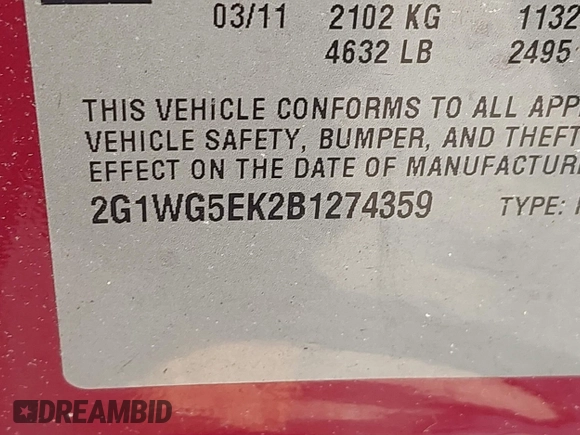 03/11 2102 KG 1132
4632 LB 2495
THIS VEHICLE CONFORMS TO ALL APP
VEHICLE SAFETY, BUMPER, AND THEFT
EFFECT ON THE DATE OF MANUFACTUR
2G1WG5EK2B1274359 TYPE:
DREAMBID